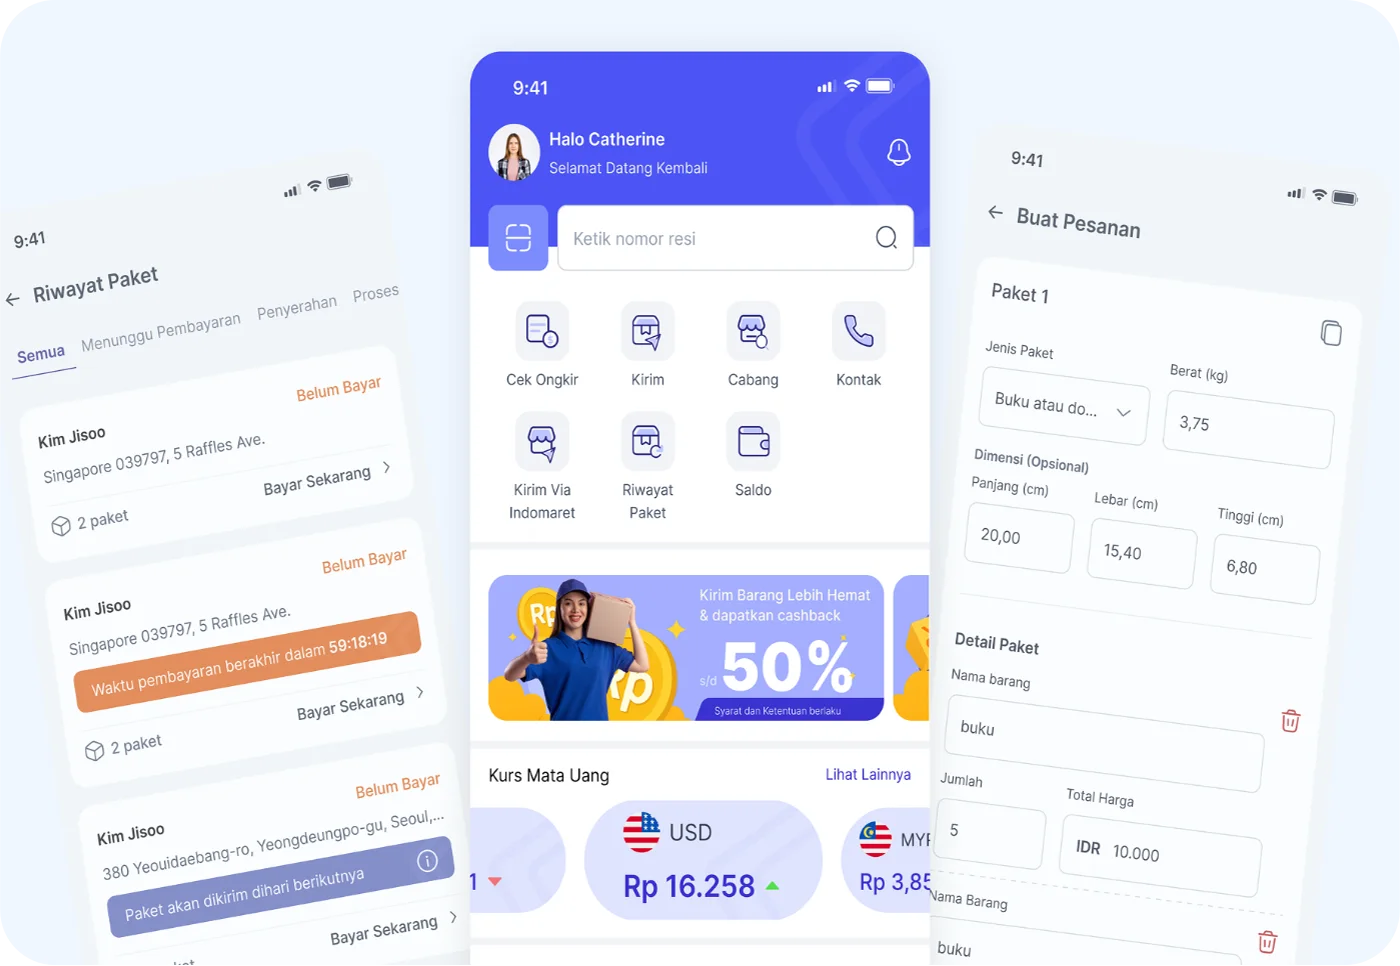 9:41
Riwayat Paket
Semua
Menunggu Pembayaran
Penyerahan
Proses
Belum Bayar
Kim Jisoo
Singapore 039797, 5 Raffles Ave.
Bayar Sekarang
2 paket
Belum Bayar
Kim Jisoo
Singapore 039797, 5 Raffles Ave.
Waktu pembayaran berakhir dalam 59:18:19
Bayar Sekarang
2 paket
Belum Bayar
Kim Jisoo
380 Yeouidaebang-ro, Yeongdeungpo-gu, Seoul,...
Paket akan dikirim dihari berikutnya
Bayar Sekarang
9:41
Halo Catherine
Selamat Datang Kembali
Ketik nomor resi
Cek Ongkir
Kirim
Cabang
Kontak
Kirim Via
Indomaret
Riwayat
Paket
Saldo
Rp
Rp
Kirim Barang Lebih Hemat
& dapatkan cashback
s/d 50%
Syarat dan Ketentuan berlaku
Kurs Mata Uang
Lihat Lainnya
1
USD
Rp 16.258
MYR
Rp 3,85
9:41
Buat Pesanan
Paket 1
Jenis Paket
Berat (kg)
Buku atau do...
3,75
Dimensi (Opsional)
Panjang (cm)
Lebar (cm)
Tinggi (cm)
20,00
15,40
6,80
Detail Paket
Nama barang
buku
Jumlah
Total Harga
5
IDR 10.000
Nama Barang
buku